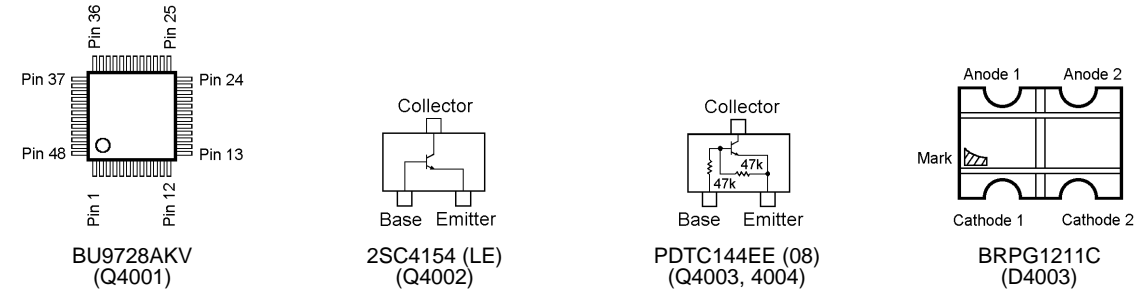 Pin 36
Pin 25
Pin 37
Pin 24
Pin 48
Pin 13
Pin 1
Pin 12
BU9728AKV
(Q4001)
Collector
Base
Emitter
2SC4154 (LE)
(Q4002)
Collector
47k
47k
Base
Emitter
PDTC144EE (08)
(Q4003, 4004)
Anode 1
Anode 2
Mark
Cathode 1
Cathode 2
BRPG1211C
(D4003)